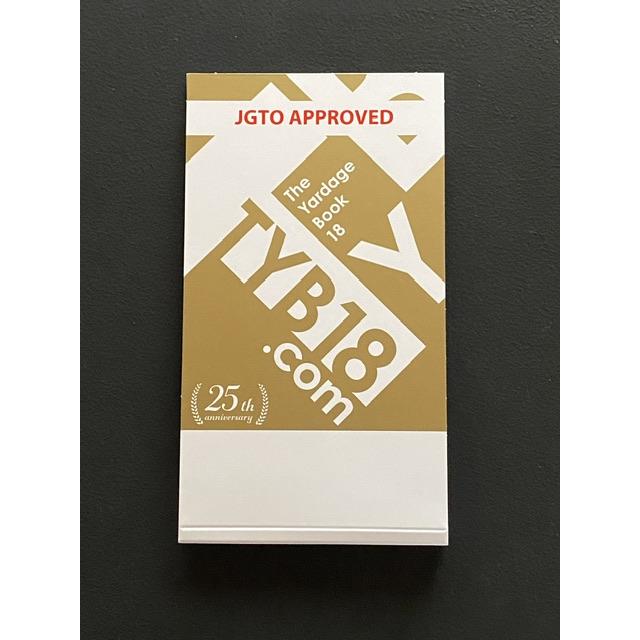 JGTO APPROVED
The
Yardage
Book
18
TYB18
.com
25th
anniversary
Y